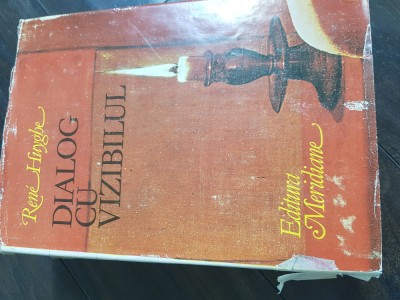 René Huyghe
DIALOG
CU
VIZIBILUL
Editura
Meridiane